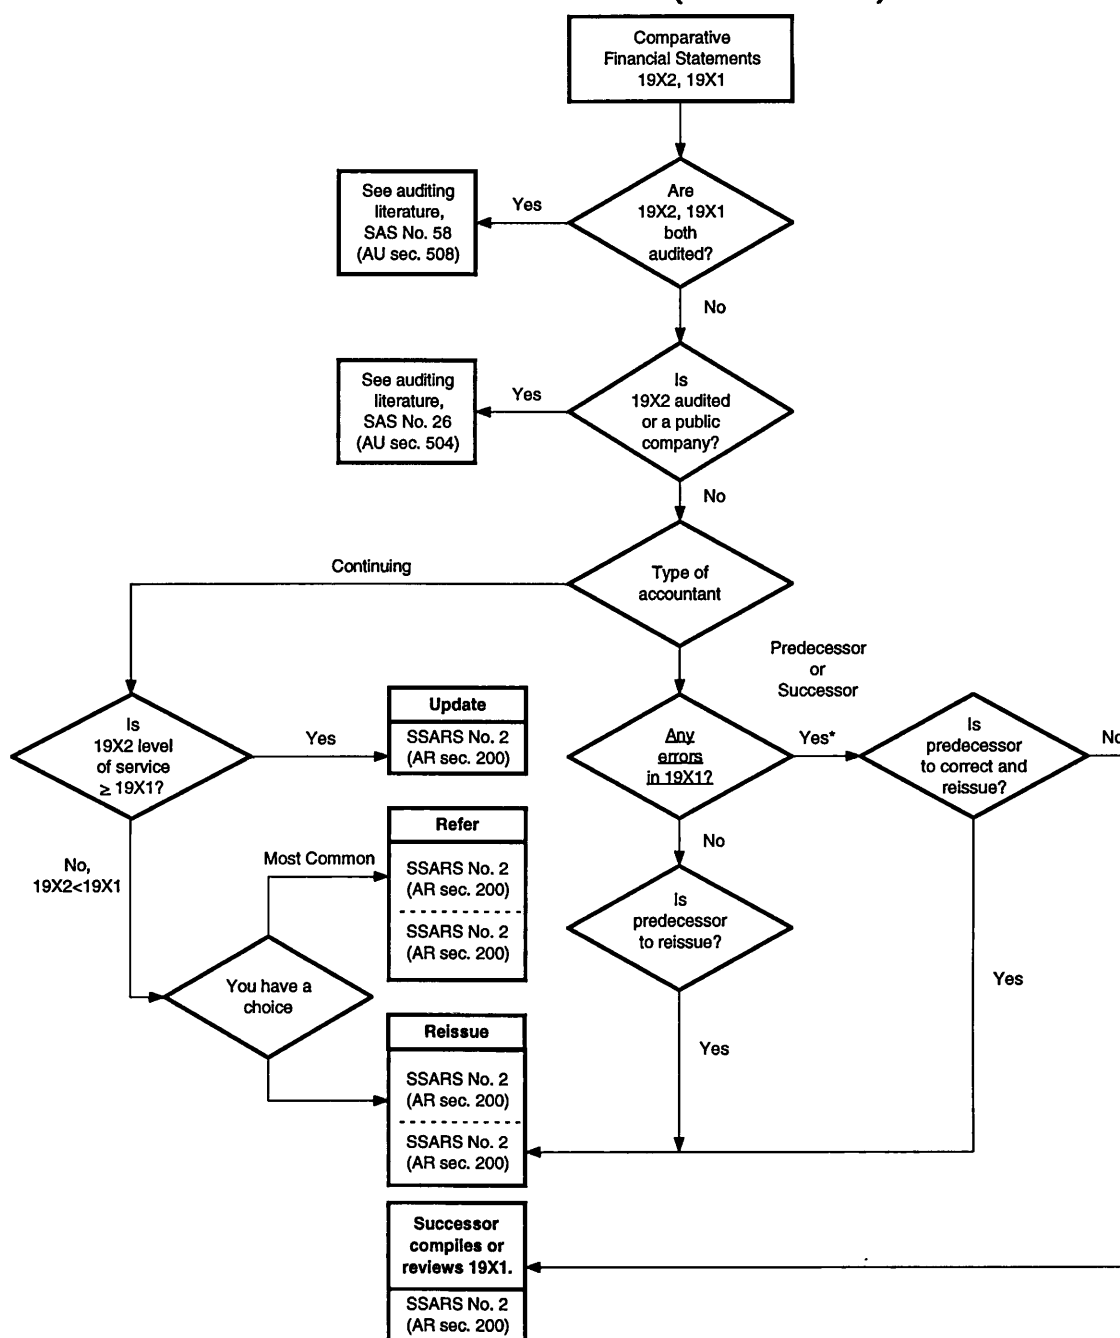 Comparative
Financial Statements
19X2, 19X1
Are
19X2, 19X1
both
audited?
Yes
See auditing
literature,
SAS No. 58
(AU sec. 508)
No
Is
19X2 audited
or a public
company?
Yes
See auditing
literature,
SAS No. 26
(AU sec. 504)
No
Type of
accountant
Continuing
Predecessor
or
Successor
Is
19X2 level
of service
≥ 19X1?
Yes
Update
SSARS No. 2
(AR sec. 200)
Any
errors
in 19X1?
Yes*
Is
predecessor
to correct and
reissue?
No
No,
19X2<19X1
Most Common
Refer
SSARS No. 2
(AR sec. 200)
SSARS No. 2
(AR sec. 200)
No
Is
predecessor
to reissue?
You have a
choice
Yes
Yes
Reissue
SSARS No. 2
(AR sec. 200)
SSARS No. 2
(AR sec. 200)
Successor
compiles or
reviews 19X1.
SSARS No. 2
(AR sec. 200)